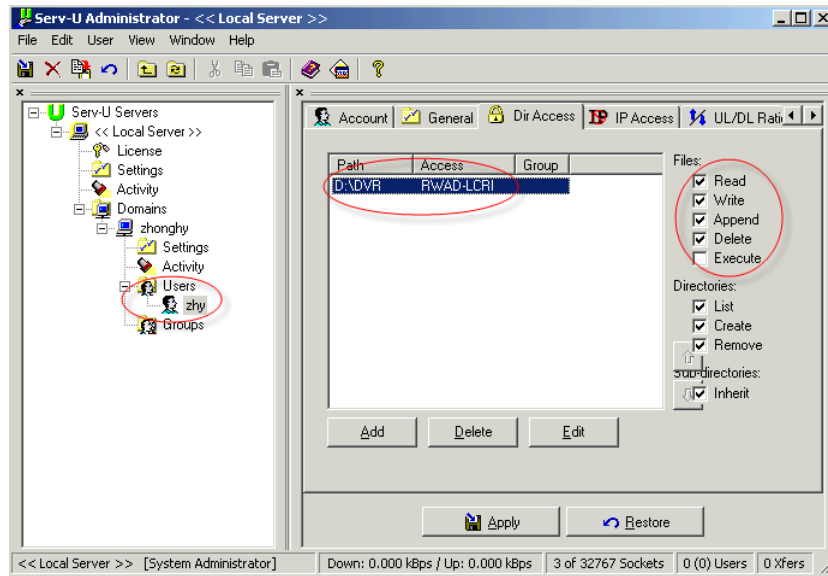 Serv-U Administrator - << Local Server >>
File Edit User View Window Help
Serv-U Servers
<< Local Server >>
License
Settings
Activity
Domains
zhonghy
Settings
Activity
Users
zhy
Groups
Account General Dir Access IP Access UL/DL Rati
Path Access Group
D:\DVR RWAD-LCRI
Files:
Read
Write
Append
Delete
Execute
Directories:
List
Create
Remove
Sub-directories:
Inherit
Add Delete Edit
Apply Restore
<< Local Server >> [System Administrator] Down: 0.000 kBps / Up: 0.000 kBps 3 of 32767 Sockets 0 (0) Users 0 Xfers